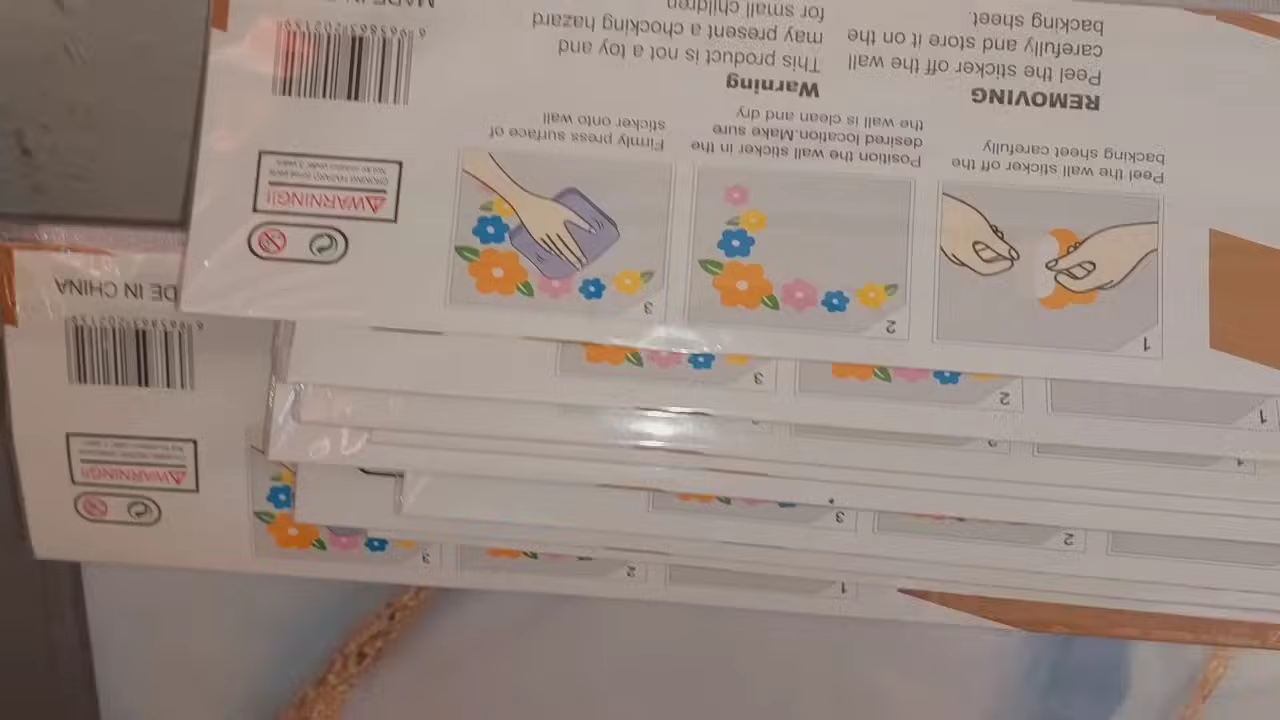 1
Peel the wall sticker off the
backing sheet carefully
2
Position the wall sticker in the
desired location.Make sure
the wall is clean and dry
3
Firmly press surface of
sticker onto wall
REMOVING
Peel the sticker off the wall
carefully and store it on the
backing sheet.
Warning
This product is not a toy and
may present a chocking hazard
for small children
WARNING!!
MADE IN
1
2
3
3
2
1
2
3
WARNING!!
DE IN CHINA